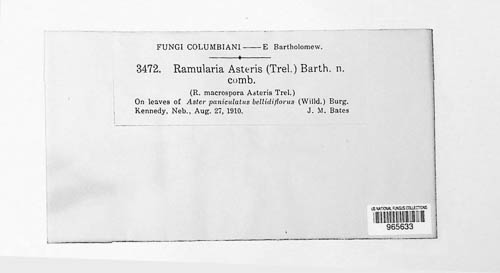 FUNGI COLUMBIANI—E Bartholomew.
3472. Ramularia Asteris (Trel.) Barth. n.
comb.
(R. macrospora Asteris Trel.)
On leaves of Aster paniculatus bellidiflorus (Willd.) Burg.
Kennedy, Neb., Aug. 27, 1910. J. M. Bates
US NATIONAL FUNGUS COLLECTIONS
965633